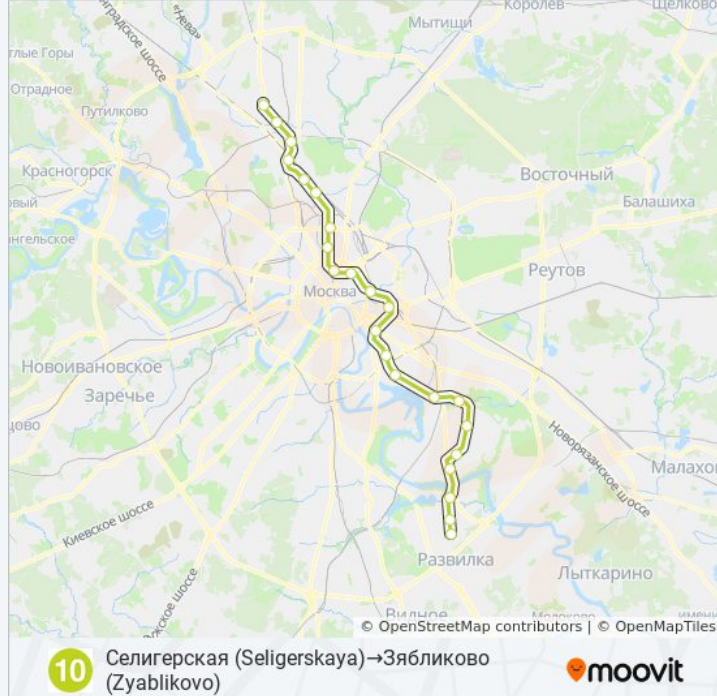 Королев
Щелково
«Нева»
Мытищи
Отрадное
Путилково
Красногорск
Восточный
Балашиха
Реутов
Москва
Новоивановское
Заречье
Новорязанское шоссе
Киевское шоссе
Развилка
Лыткарино
Видное
© OpenStreetMap contributors | © OpenMapTiles
10 Селигерская (Seligerskaya)→Зябликово
(Zyablikovo)
moovit